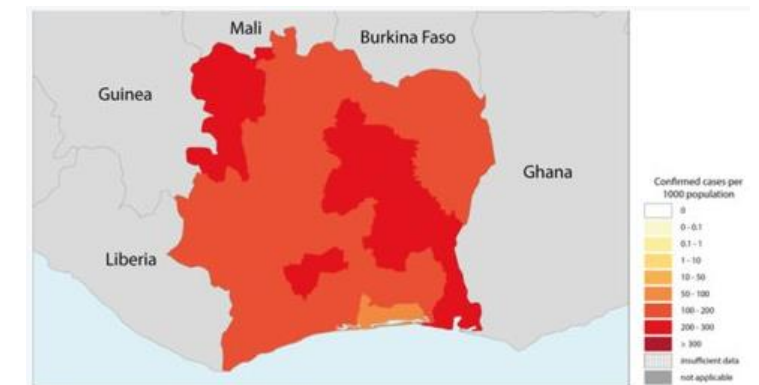 Mali
Burkina Faso
Guinea
Ghana
Liberia
Confirmed cases per
1000 population
0
0 - 0.1
0.1 - 1
1 - 10
10 - 50
50 - 100
100 - 200
200 - 300
> 300
insufficient data
not applicable